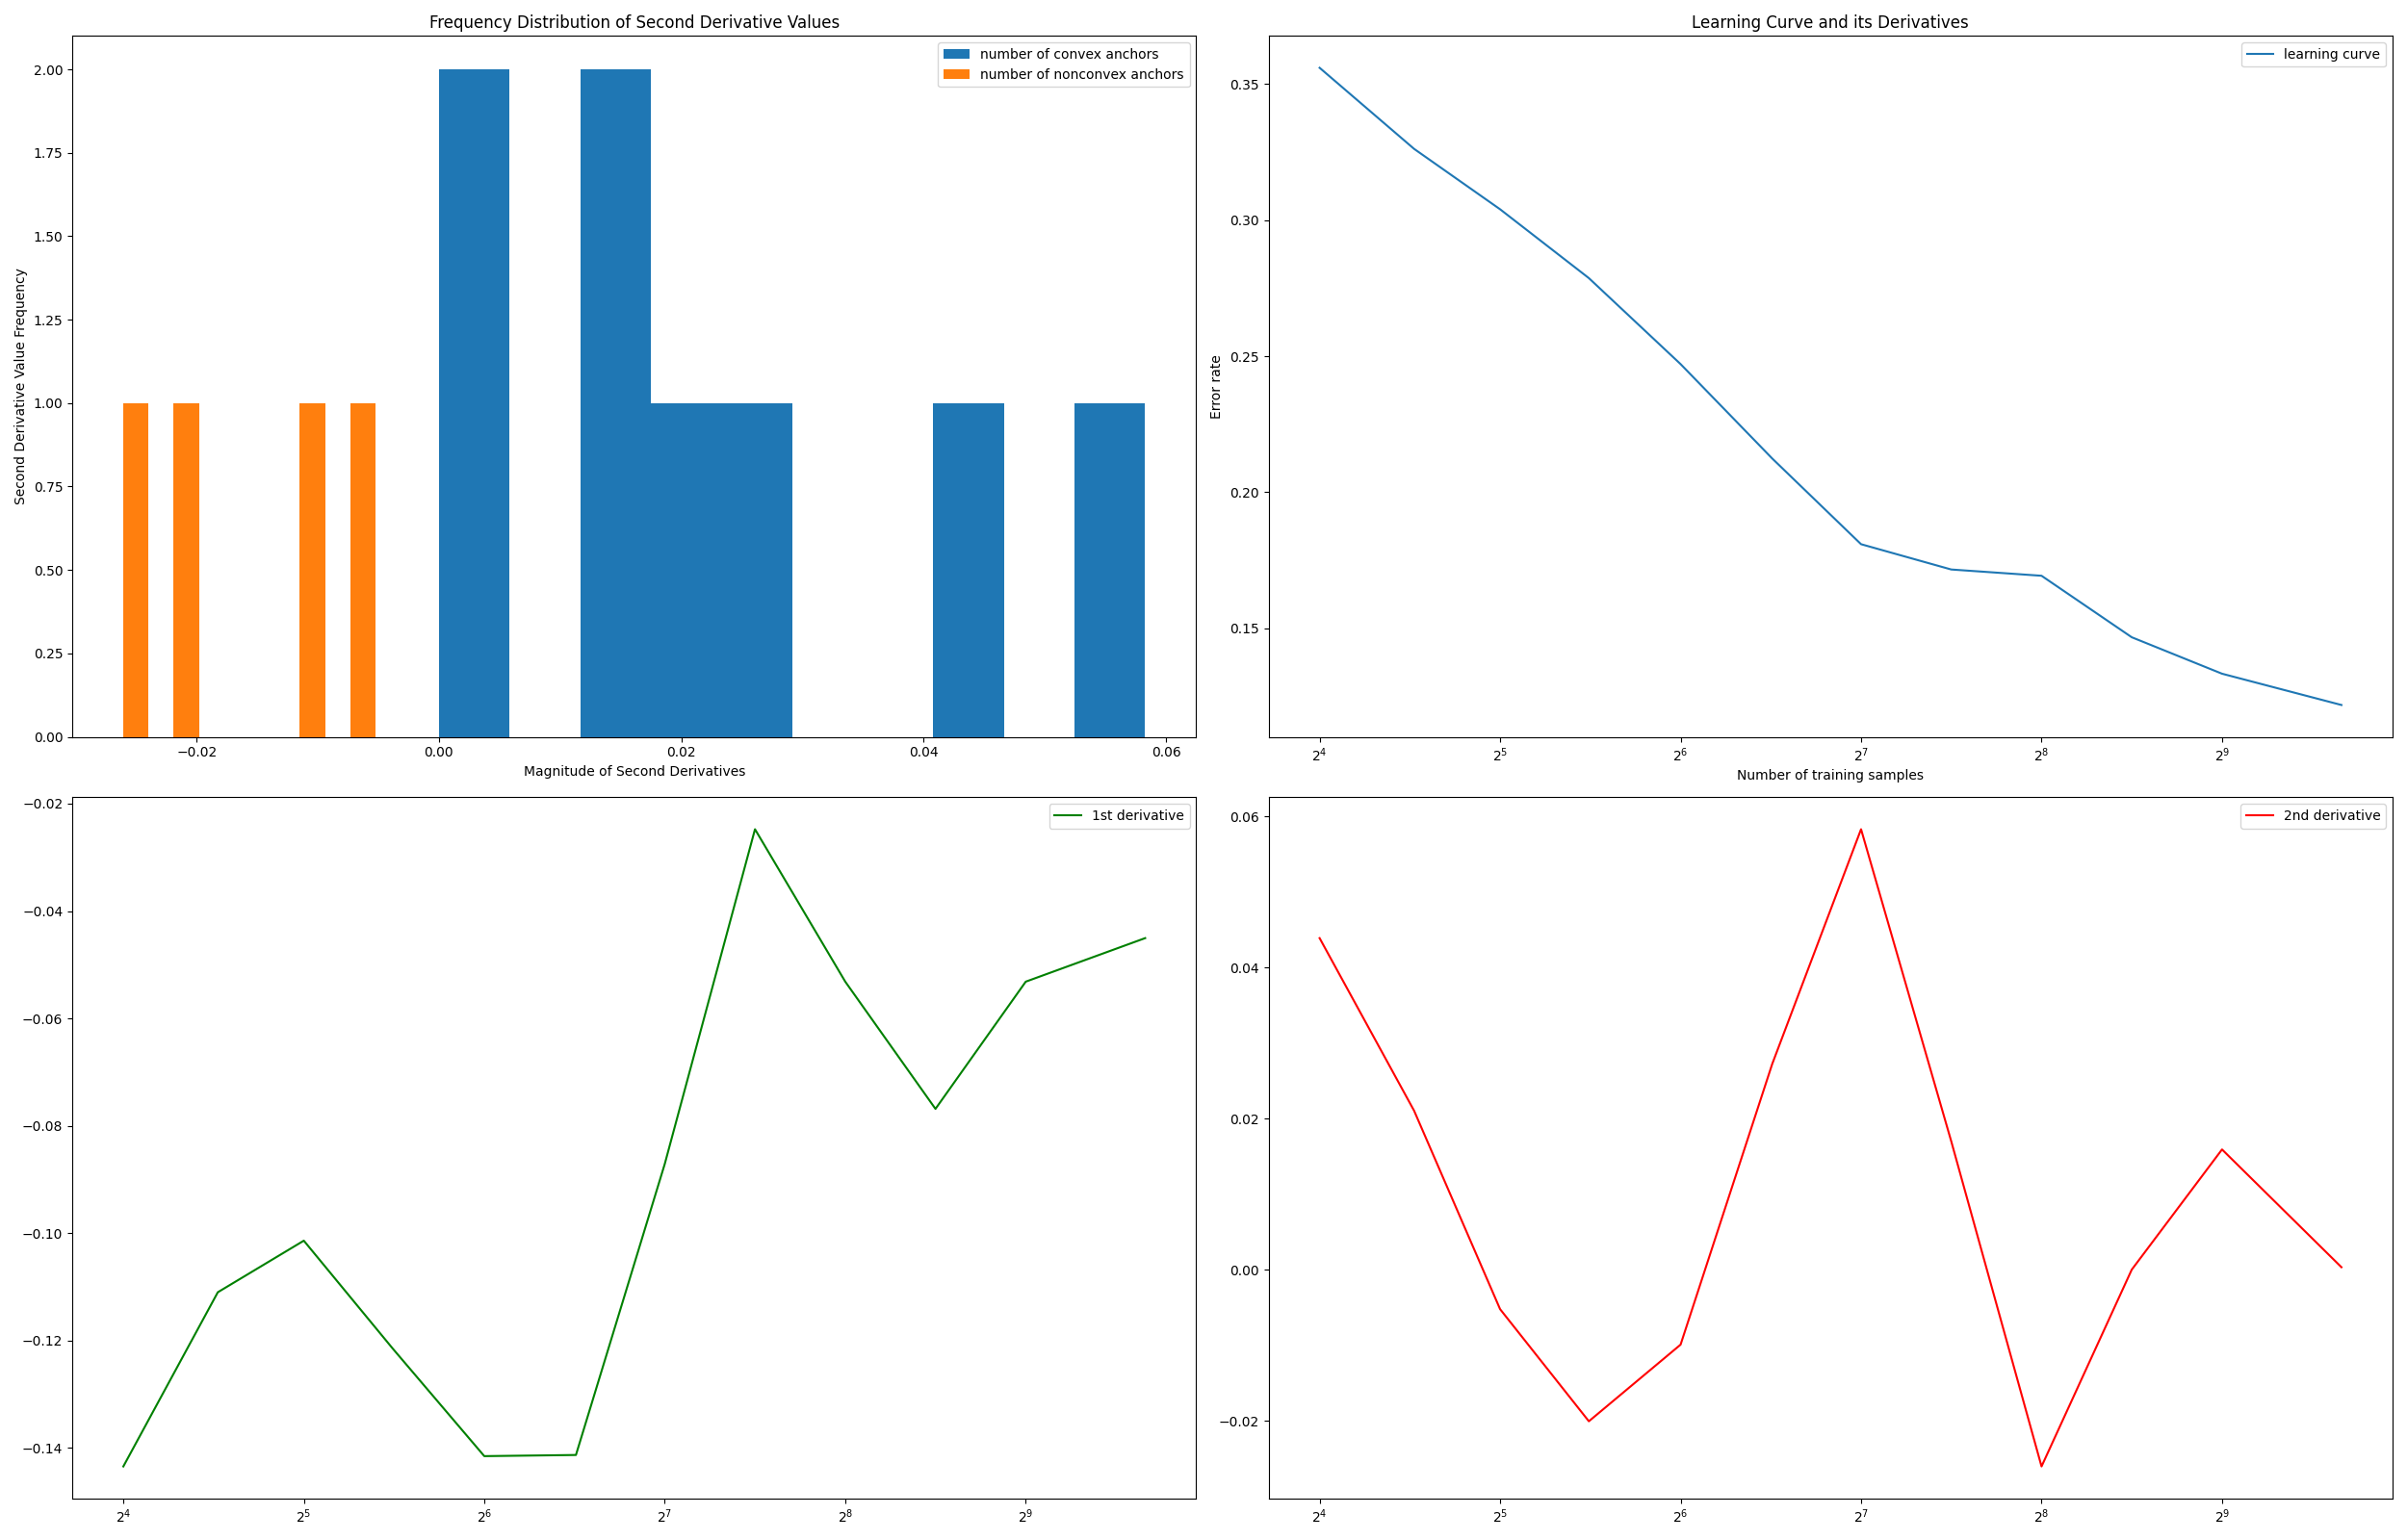 Frequency Distribution of Second Derivative Values
number of convex anchors
number of nonconvex anchors
Second Derivative Value Frequency
2.00
1.75
1.50
1.25
1.00
0.75
0.50
0.25
0.00
−0.02 0.00 0.02 0.04 0.06
Magnitude of Second Derivatives
Learning Curve and its Derivatives
learning curve
Error rate
0.35
0.30
0.25
0.20
0.15
2⁴ 2⁵ 2⁶ 2⁷ 2⁸ 2⁹
Number of training samples
1st derivative
−0.02
−0.04
−0.06
−0.08
−0.10
−0.12
−0.14
2⁴ 2⁵ 2⁶ 2⁷ 2⁸ 2⁹
2nd derivative
0.06
0.04
0.02
0.00
−0.02
2⁴ 2⁵ 2⁶ 2⁷ 2⁸ 2⁹